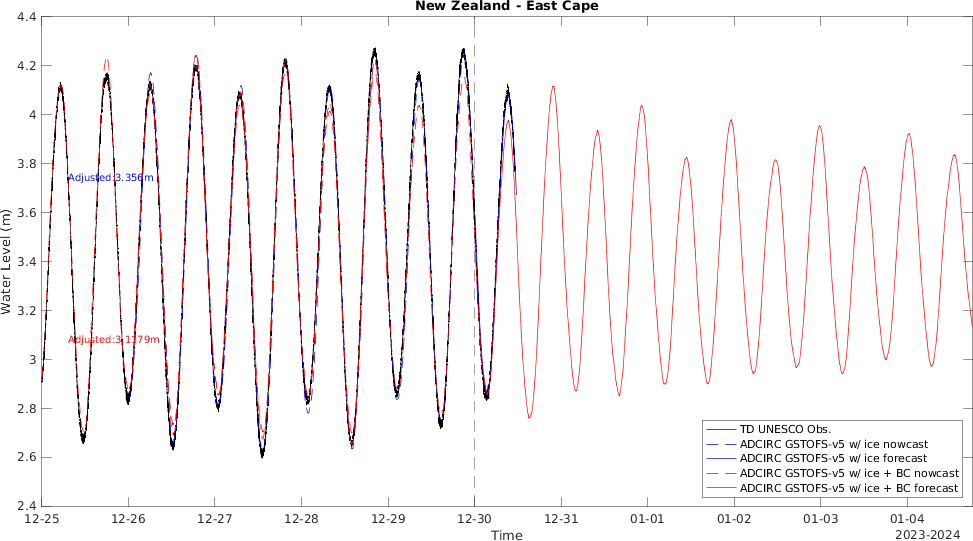 New Zealand - East Cape
4.4
4.2
4
3.8
3.6
3.4
3.2
3
2.8
2.6
2.4
Water Level (m)
Adjusted:3.356m
Adjusted:3.1179m
TD UNESCO Obs.
ADCIRC GSTOFS-v5 w/ ice nowcast
ADCIRC GSTOFS-v5 w/ ice forecast
ADCIRC GSTOFS-v5 w/ ice + BC nowcast
ADCIRC GSTOFS-v5 w/ ice + BC forecast
12-25 12-26 12-27 12-28 12-29 12-30 12-31 01-01 01-02 01-03 01-04
Time
2023-2024